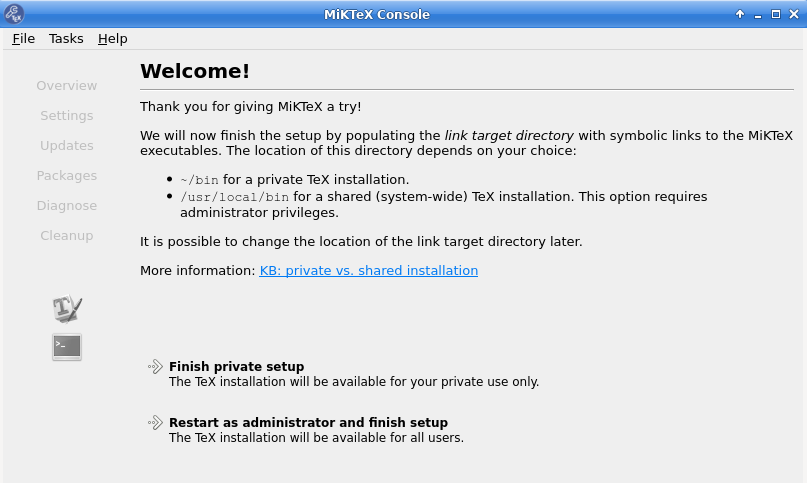 MiKTeX Console
File Tasks Help
Overview
Settings
Updates
Packages
Diagnose
Cleanup
Welcome!
Thank you for giving MiKTeX a try!
We will now finish the setup by populating the link target directory with symbolic links to the MiKTeX
executables. The location of this directory depends on your choice:
• ~/bin for a private TeX installation.
• /usr/local/bin for a shared (system-wide) TeX installation. This option requires
administrator privileges.
It is possible to change the location of the link target directory later.
More information: KB: private vs. shared installation
Finish private setup
The TeX installation will be available for your private use only.
Restart as administrator and finish setup
The TeX installation will be available for all users.